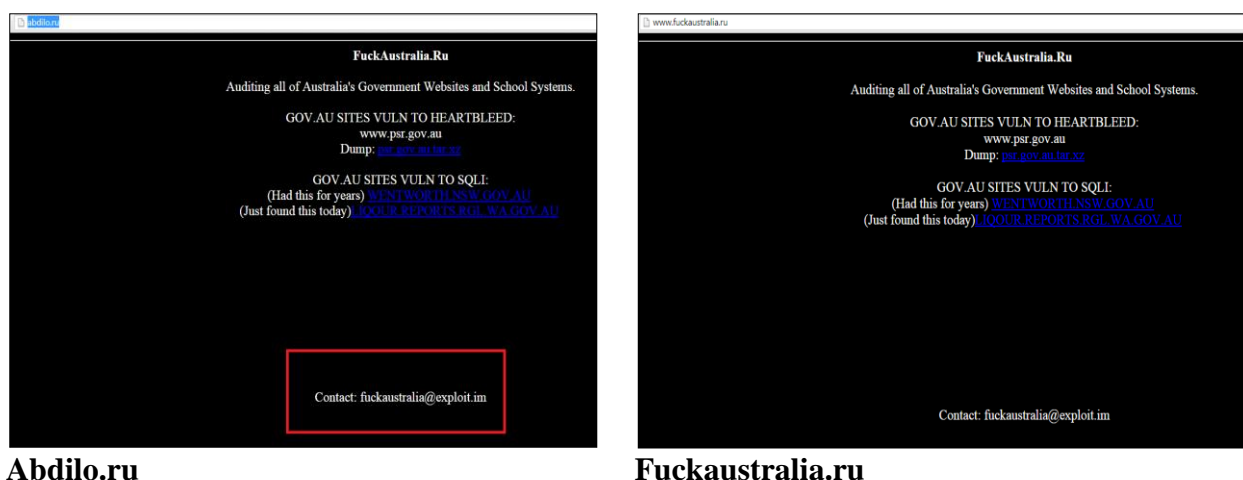 abdilo.ru
FuckAustralia.Ru
Auditing all of Australia's Government Websites and School Systems.
GOV.AU SITES VULN TO HEARTBLEED:
www.psr.gov.au
Dump: psr.gov.au.tar.xz
GOV.AU SITES VULN TO SQLI:
(Had this for years) WENTWORTH.NSW.GOV.AU
(Just found this today)LIQOUR.REPORTS.RGL.WA.GOV.AU
Contact: fuckaustralia@exploit.im
Abdilo.ru
www.fuckaustralia.ru
FuckAustralia.Ru
Auditing all of Australia's Government Websites and School Systems.
GOV.AU SITES VULN TO HEARTBLEED:
www.psr.gov.au
Dump: psr.gov.au.tar.xz
GOV.AU SITES VULN TO SQLI:
(Had this for years) WENTWORTH.NSW.GOV.AU
(Just found this today)LIQOUR.REPORTS.RGL.WA.GOV.AU
Contact: fuckaustralia@exploit.im
Fuckaustralia.ru